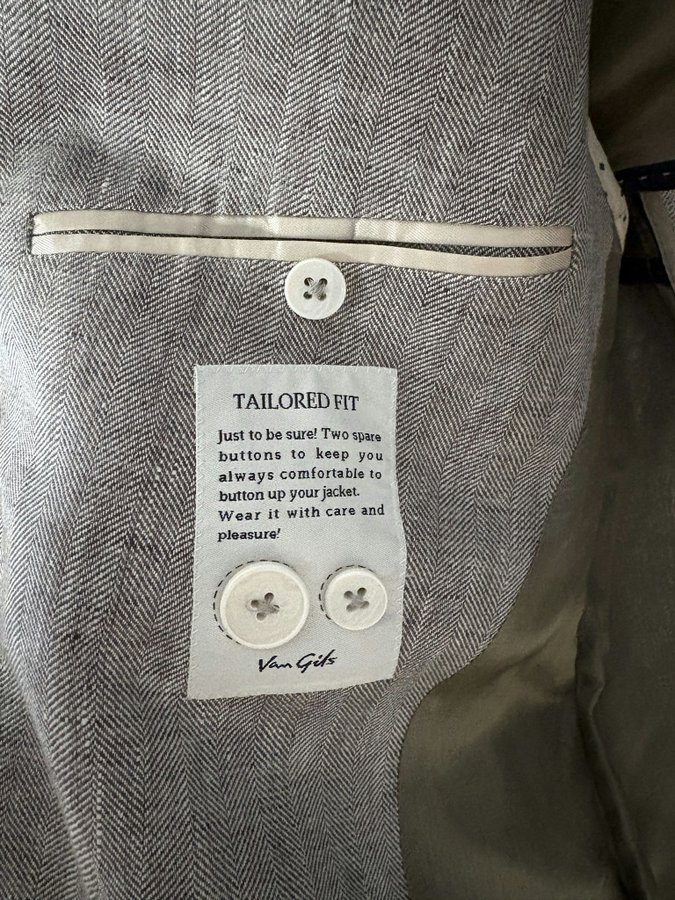 TAILORED FIT
Just to be sure! Two spare
buttons to keep you
always comfortable to
button up your jacket.
Wear it with care and
pleasure!
Van Gils